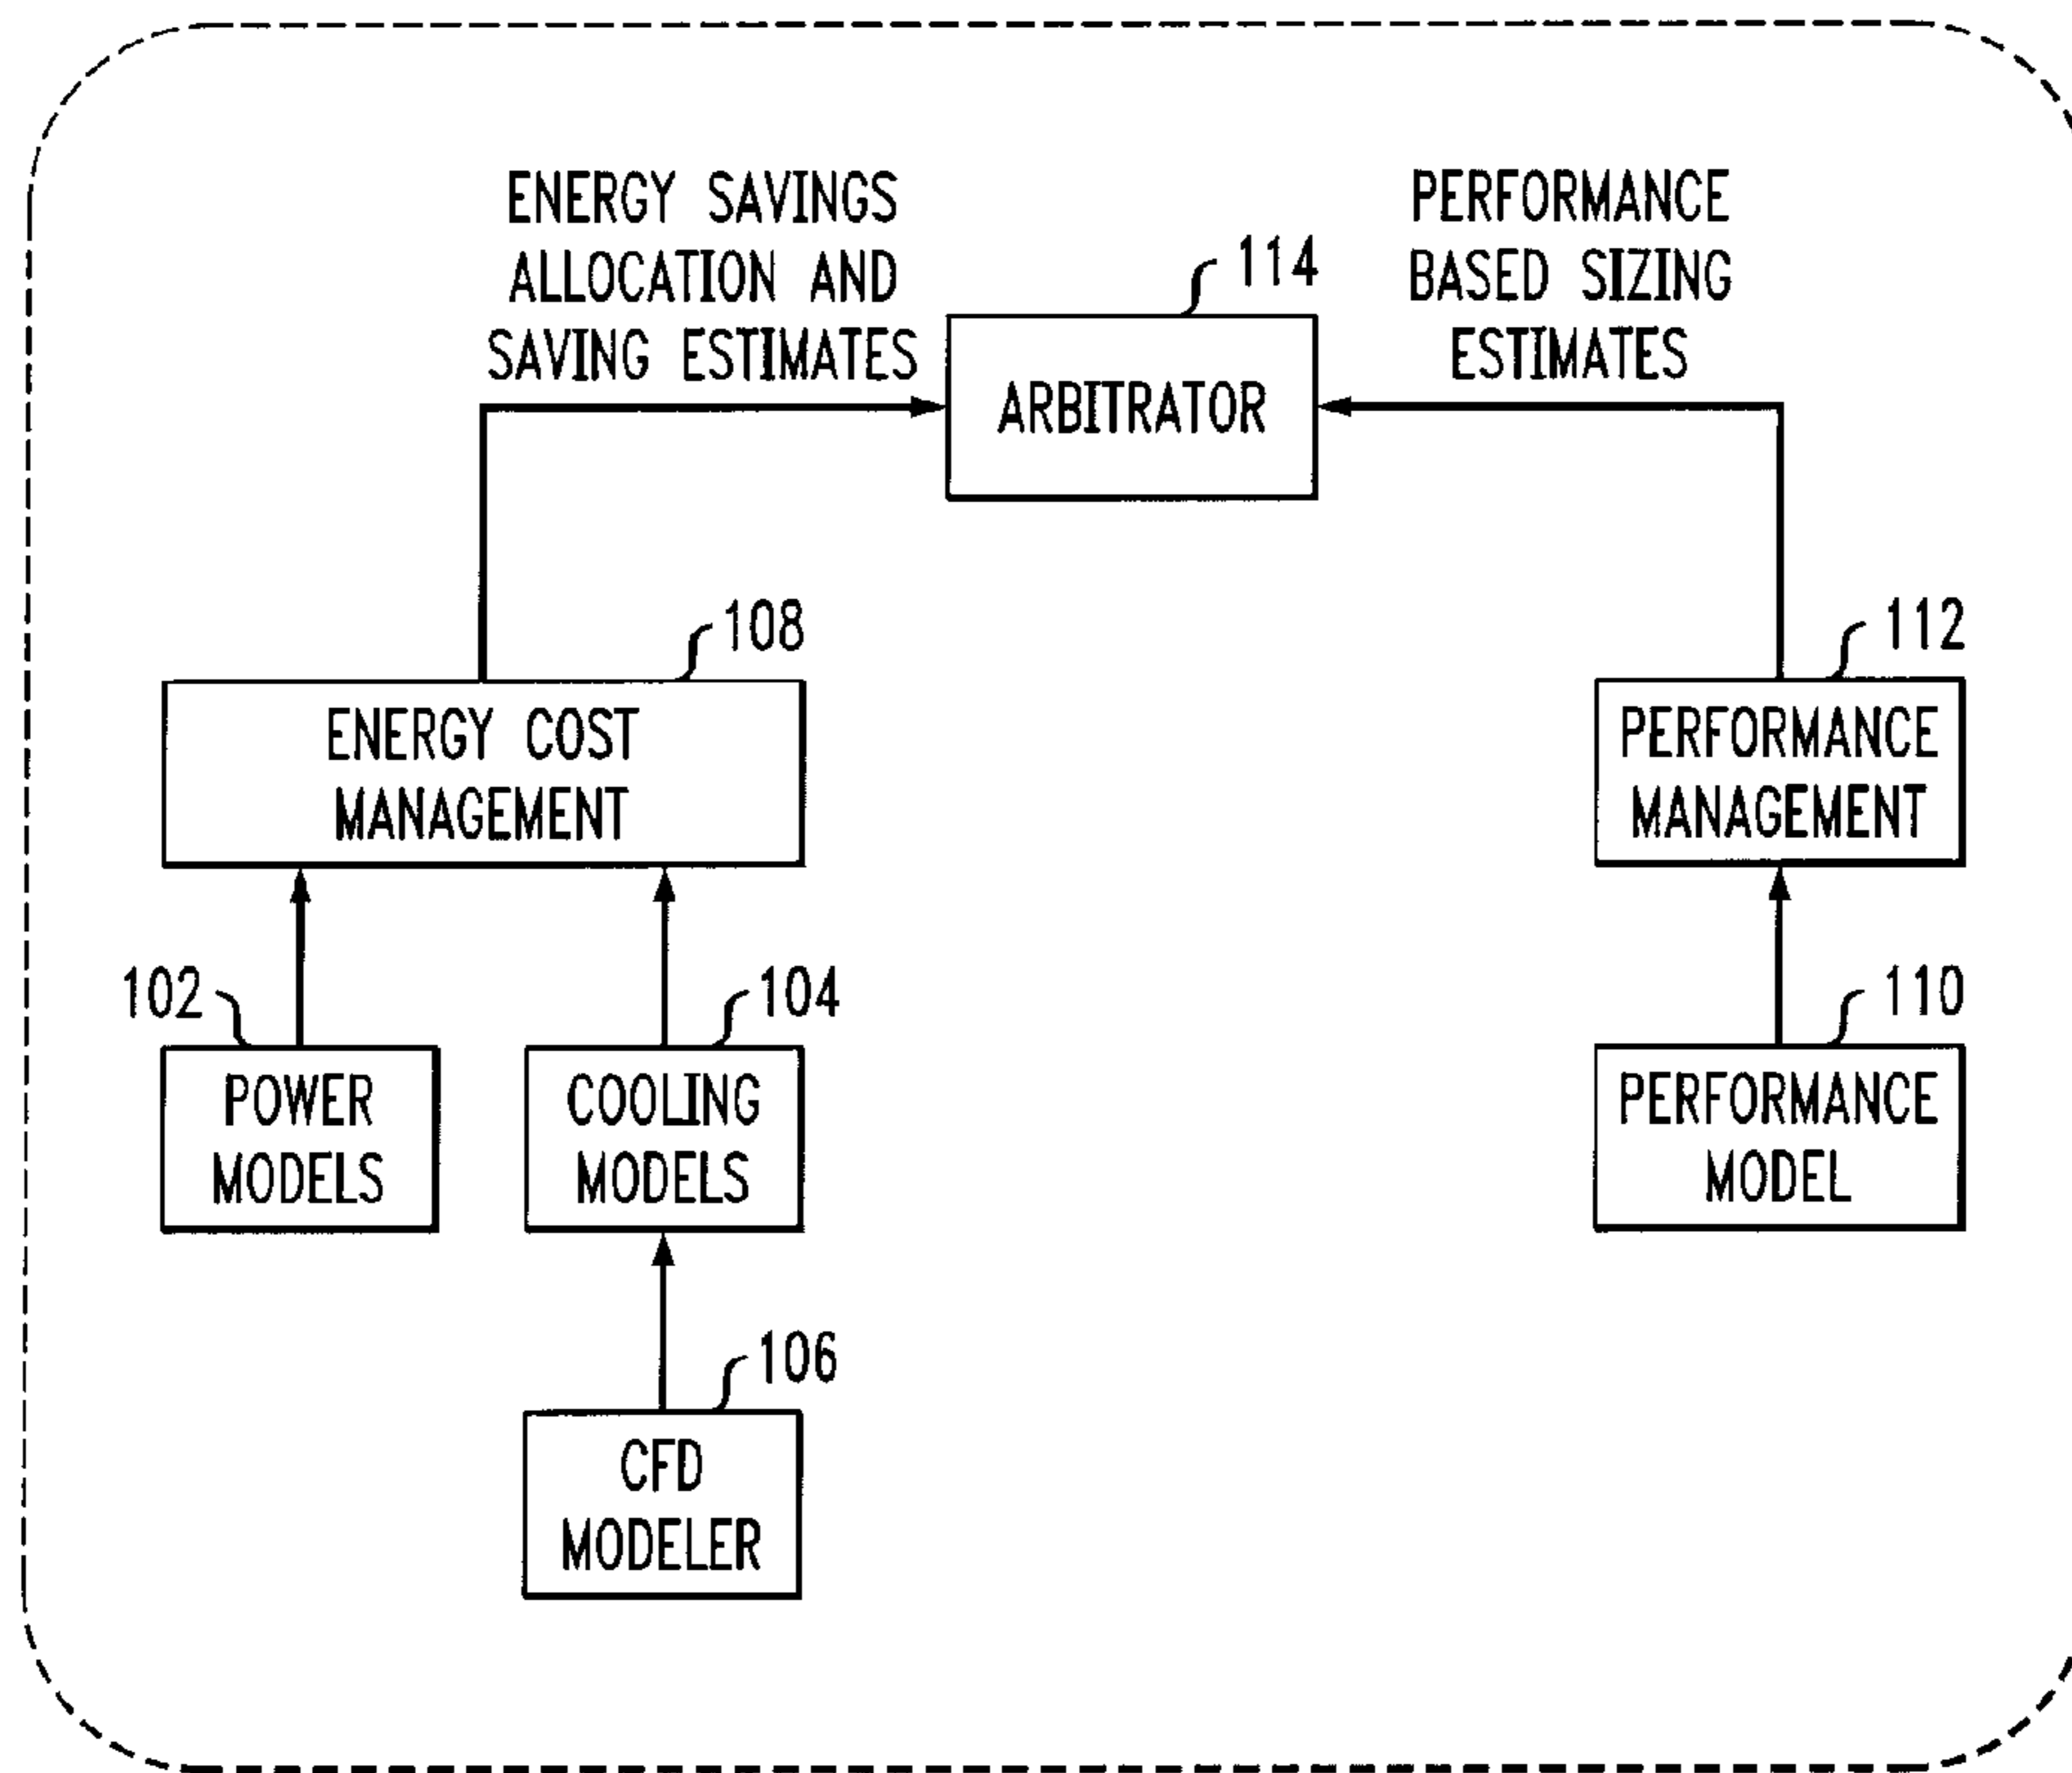 ENERGY SAVINGS
ALLOCATION AND
SAVING ESTIMATES
114
PERFORMANCE
BASED SIZING
ESTIMATES
ARBITRATOR
108
ENERGY COST
MANAGEMENT
112
PERFORMANCE
MANAGEMENT
102
POWER
MODELS
104
COOLING
MODELS
110
PERFORMANCE
MODEL
106
CFD
MODELER